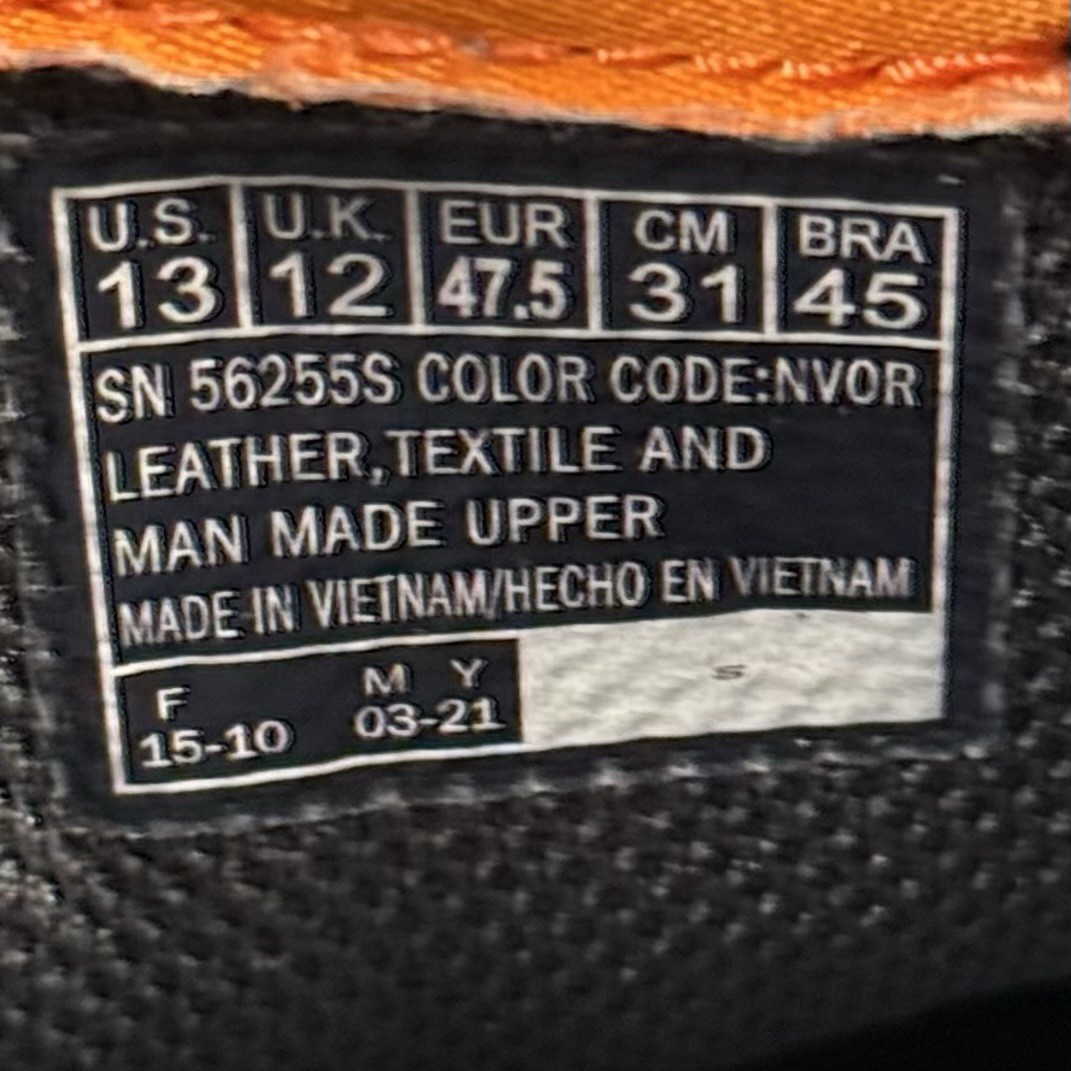 U.S. U.K. EUR CM BRA
13 12 47.5 31 45
SN 56255S COLOR CODE:NVOR
LEATHER,TEXTILE AND
MAN MADE UPPER
MADE IN VIETNAM/HECHO EN VIETNAM
F M Y
15-10 03-21
S